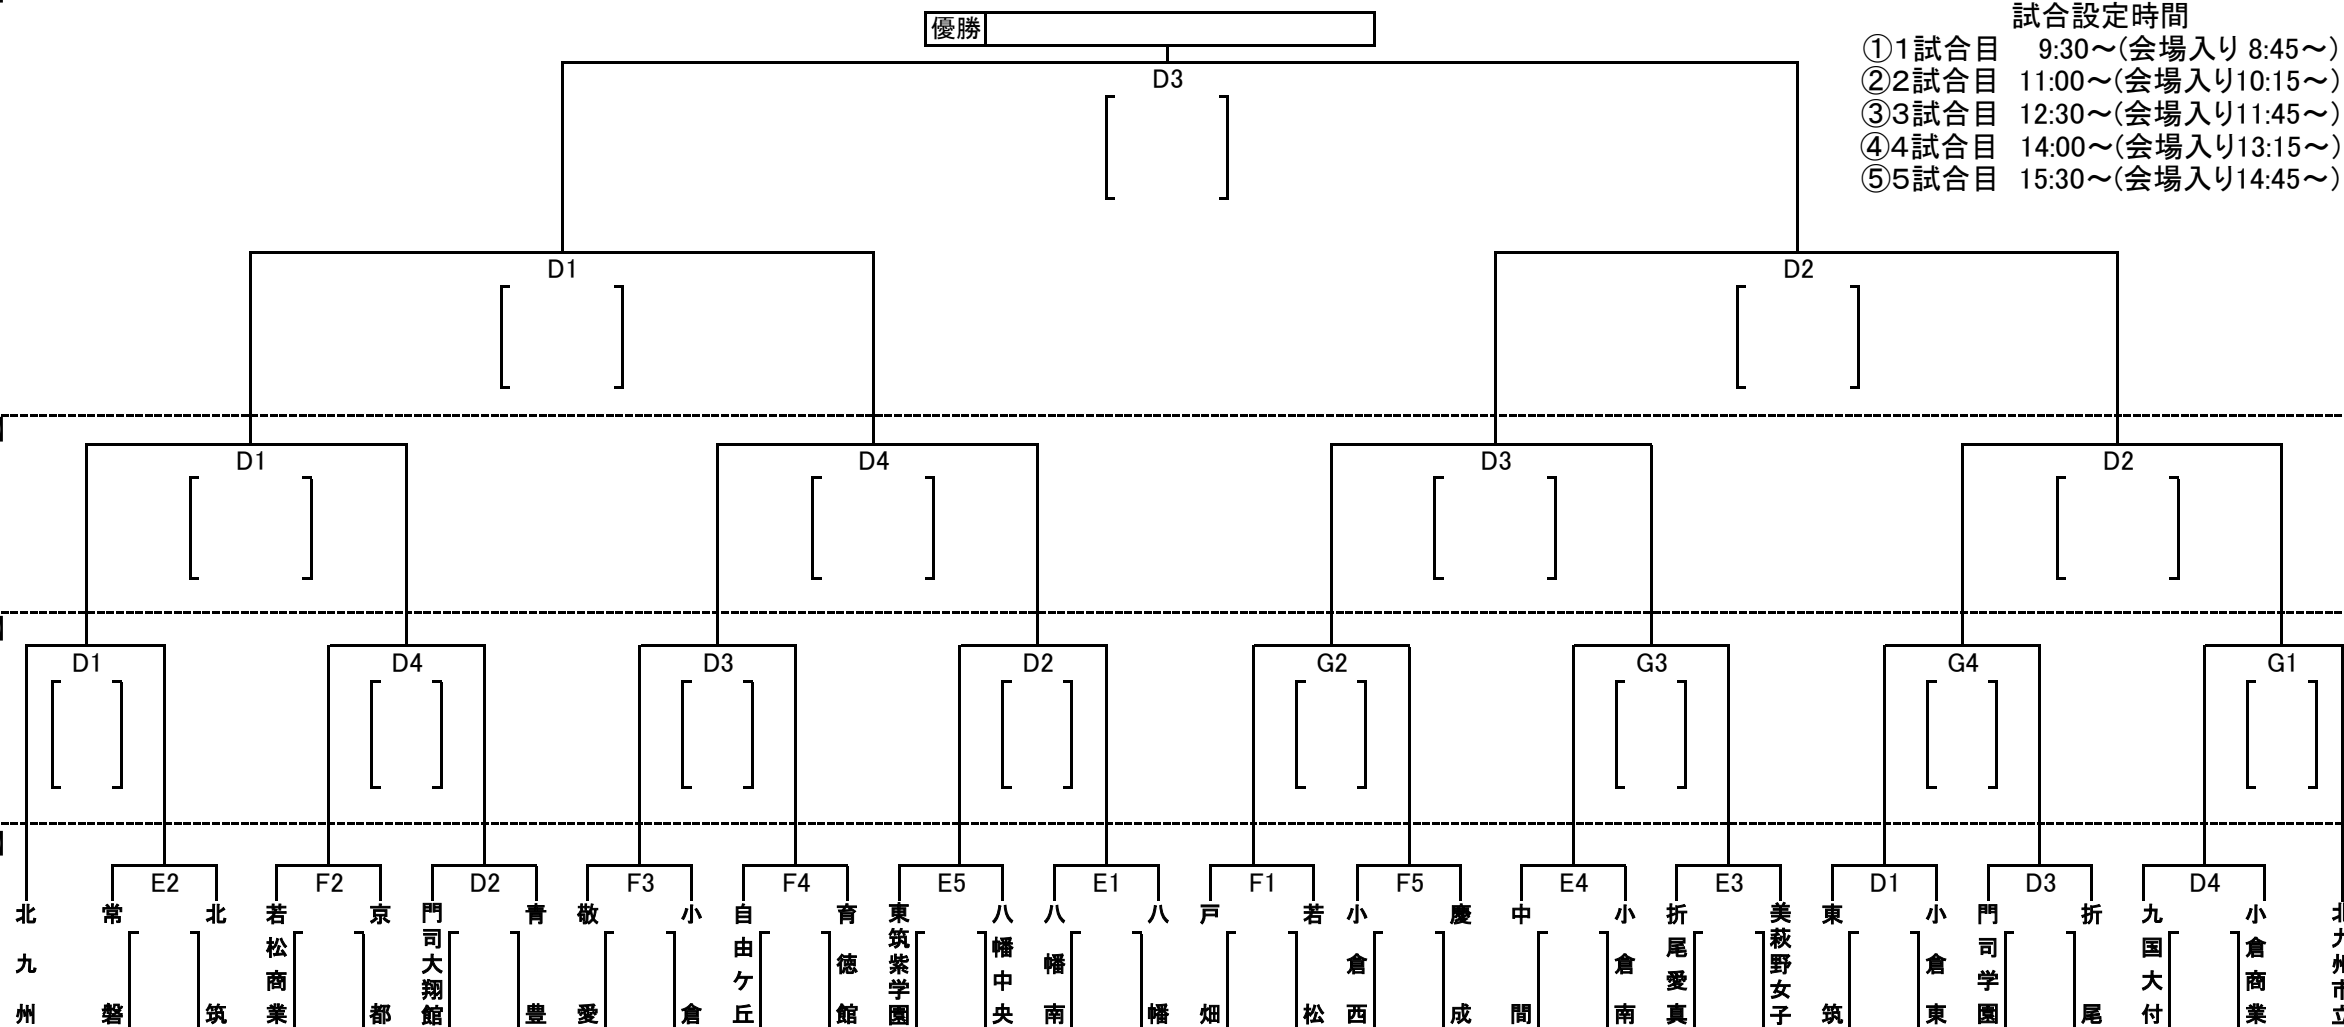 優勝
試合設定時間
①1試合目 9:30～(会場入り 8:45～)
②2試合目 11:00～(会場入り10:15～)
③3試合目 12:30～(会場入り11:45～)
④4試合目 14:00～(会場入り13:15～)
⑤5試合目 15:30～(会場入り14:45～)
D3
D1
D2
D1
D4
D3
D2
D1
D4
D3
D2
G2
G3
G4
G1
E2
F2
D2
F3
F4
E5
E1
F1
F5
E4
E3
D1
D3
D4
北九州
常磐
北筑
若松商業
京都
門司大翔館
青豊
敬愛
小倉
自由ケ丘
育徳館
東筑紫学園
八幡中央
八幡南
八幡
戸畑
若松
小倉西
慶成
中間
小倉南
折尾愛真
美萩野女子
東筑
小倉東
門司学園
折尾
九国大付
小倉商業
北九州市立